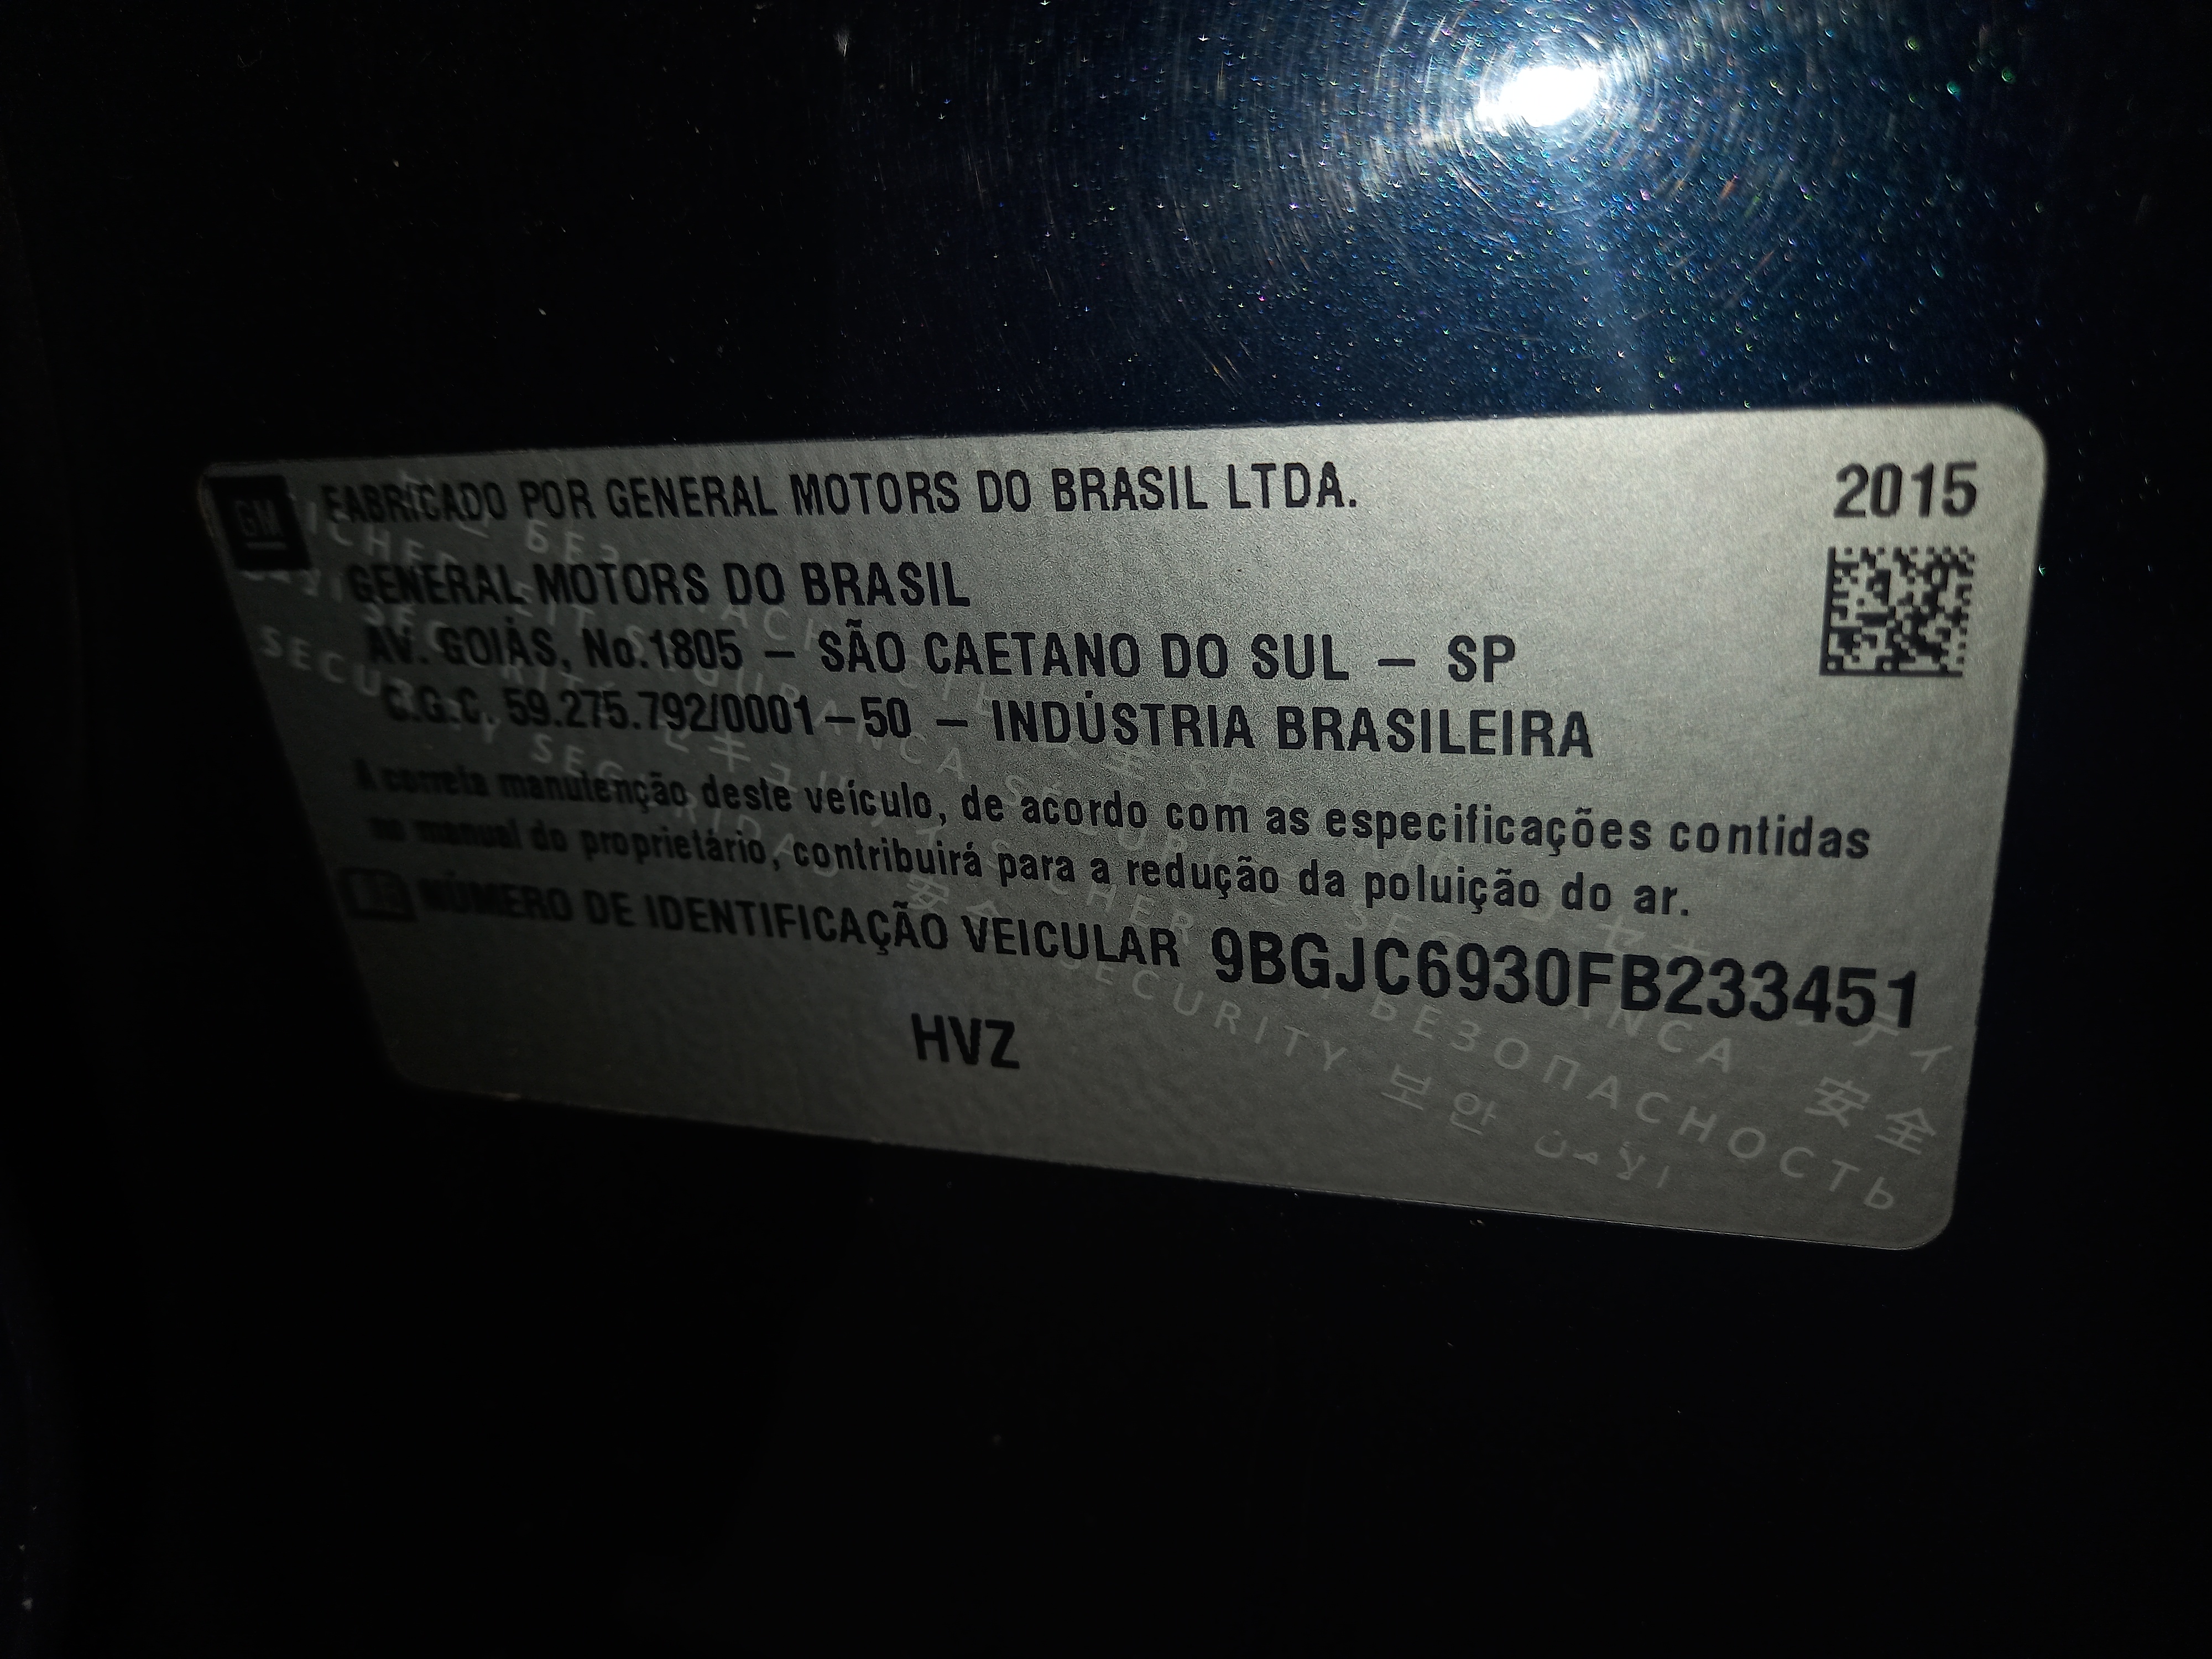 GM FABRICADO POR GENERAL MOTORS DO BRASIL LTDA. 2015
GENERAL MOTORS DO BRASIL
AV. GOIÁS, No.1805 – SÃO CAETANO DO SUL – SP
C.G.C. 59.275.792/0001–50 – INDÚSTRIA BRASILEIRA
A correta manutenção deste veículo, de acordo com as especificações contidas
no manual do proprietário, contribuirá para a redução da poluição do ar.
NÚMERO DE IDENTIFICAÇÃO VEICULAR 9BGJC6930FB233451
HVZ
SECURITY
БЕЗОПАСНОСТЬ
安全
SECURITY 보안 الأمن